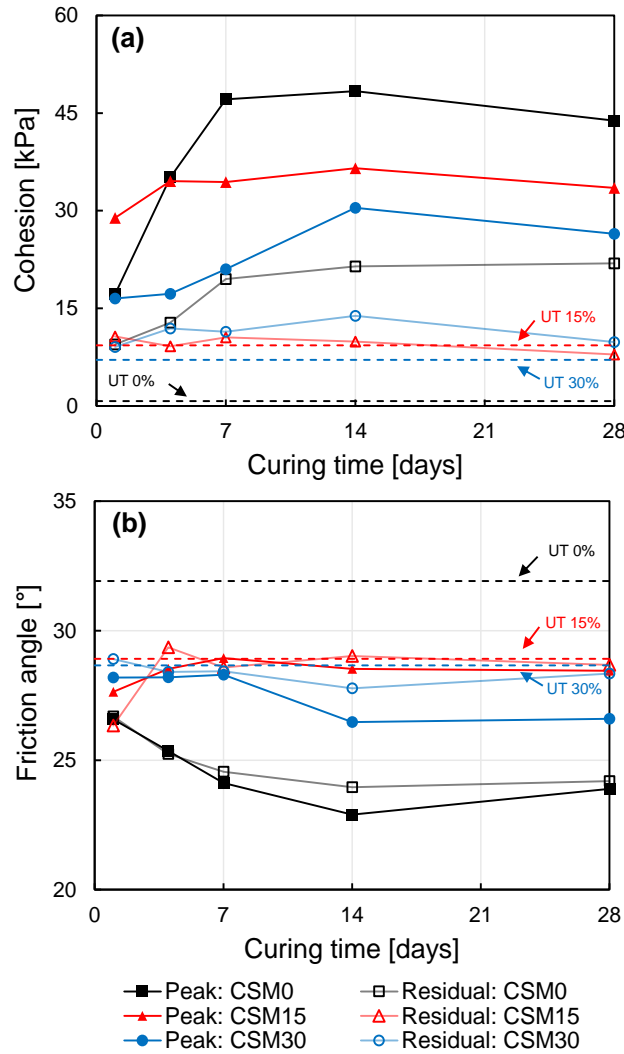 60
(a)
45
30
15
0
Cohesion [kPa]
UT 15%
UT 30%
UT 0%
0 7 14 21 28
Curing time [days]
35
(b)
30
25
20
Friction angle [°]
UT 0%
UT 15%
UT 30%
0 7 14 21 28
Curing time [days]
Peak: CSM0 Residual: CSM0
Peak: CSM15 Residual: CSM15
Peak: CSM30 Residual: CSM30